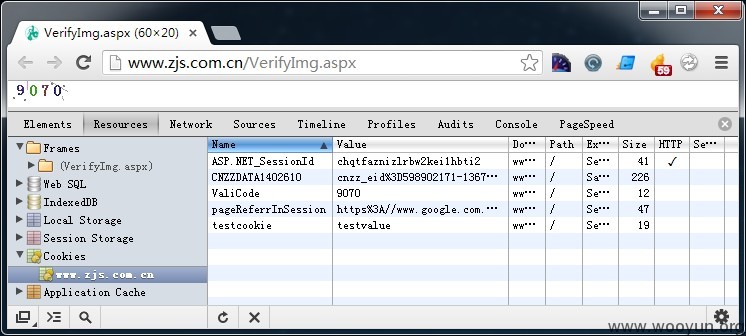 VerifyImg.aspx (60×20)
www.zjs.com.cn/VerifyImg.aspx
59
9070
Elements Resources Network Sources Timeline Profiles Audits Console PageSpeed
Frames
(VerifyImg.aspx)
Web SQL
IndexedDB
Local Storage
Session Storage
Cookies
www.zjs.com.cn
Application Cache
Name Value Do… Path Ex… Size HTTP Se…
ASP.NET_SessionId chqtfaznizlrbw2kei1hbti2 ww… / Se… 41 ✓
CNZZDATA1402610 cnzz_eid%3D598902171-1367… ww… / Se… 226
ValiCode 9070 ww… / Se… 12
pageReferrInSession https%3A//www.google.com.… ww… / Se… 47
testcookie testvalue ww… / Se… 19
www.wooyun.org